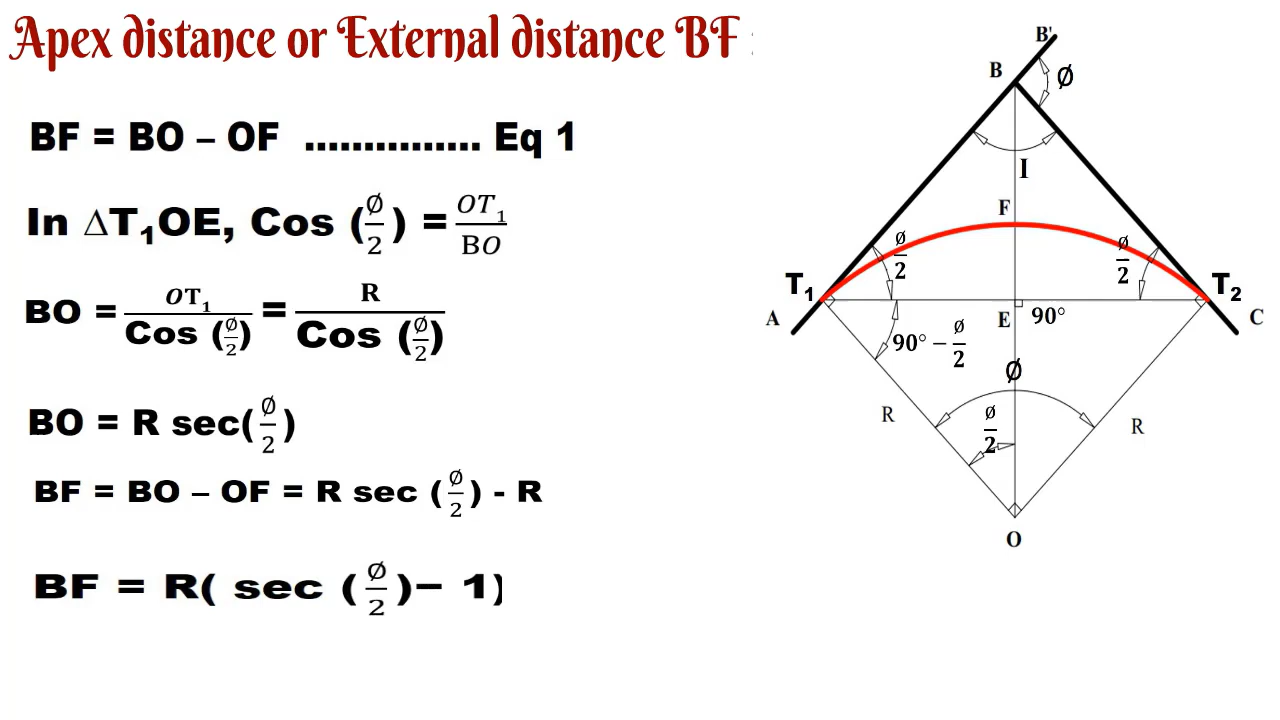 Apex distance or External distance BF :
BF = BO – OF ............... Eq 1
In ∆T₁OE, Cos (∅/2) = OT₁/BO
BO = OT₁/Cos (∅/2) = R/Cos (∅/2)
BO = R sec(∅/2)
BF = BO – OF = R sec (∅/2) - R
BF = R( sec (∅/2)− 1)
B'
B
∅
I
F
∅/2
∅/2
T₁
T₂
A
E
90°
C
90° − ∅/2
∅
R
∅/2
R
O